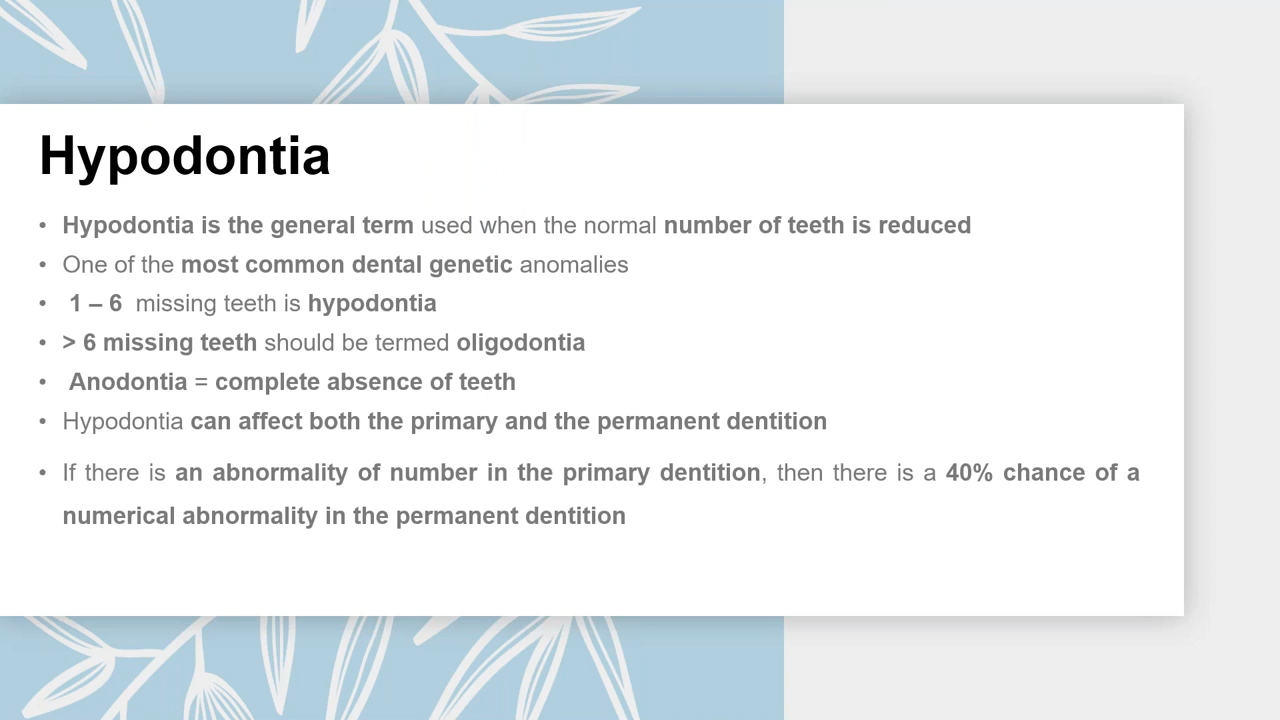 Hypodontia
• Hypodontia is the general term used when the normal number of teeth is reduced
• One of the most common dental genetic anomalies
• 1 – 6 missing teeth is hypodontia
• > 6 missing teeth should be termed oligodontia
• Anodontia = complete absence of teeth
• Hypodontia can affect both the primary and the permanent dentition
• If there is an abnormality of number in the primary dentition, then there is a 40% chance of a
numerical abnormality in the permanent dentition